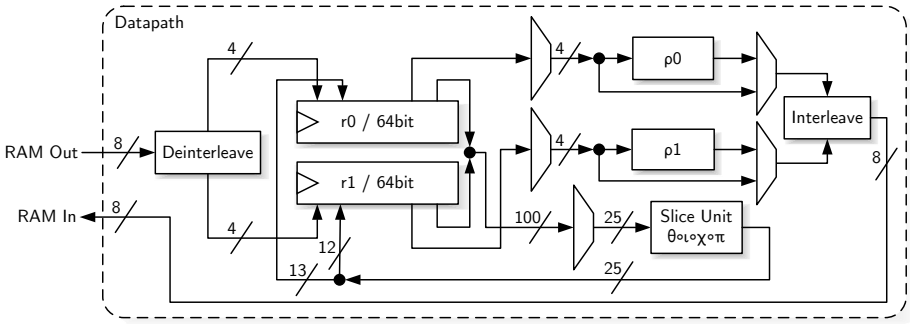 Datapath
4
4
ρ0
r0 / 64bit
Interleave
RAM Out
8
Deinterleave
4
ρ1
8
r1 / 64bit
RAM In
8
100
25
Slice Unit
θ∘ι∘χ∘π
4
12
13
25